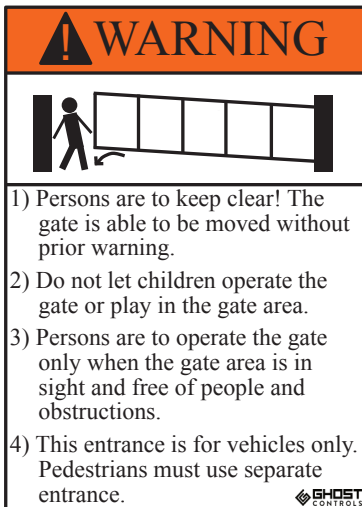 WARNING
1) Persons are to keep clear! The
gate is able to be moved without
prior warning.
2) Do not let children operate the
gate or play in the gate area.
3) Persons are to operate the gate
only when the gate area is in
sight and free of people and
obstructions.
4) This entrance is for vehicles only.
Pedestrians must use separate
entrance.
GHOST
CONTROLS